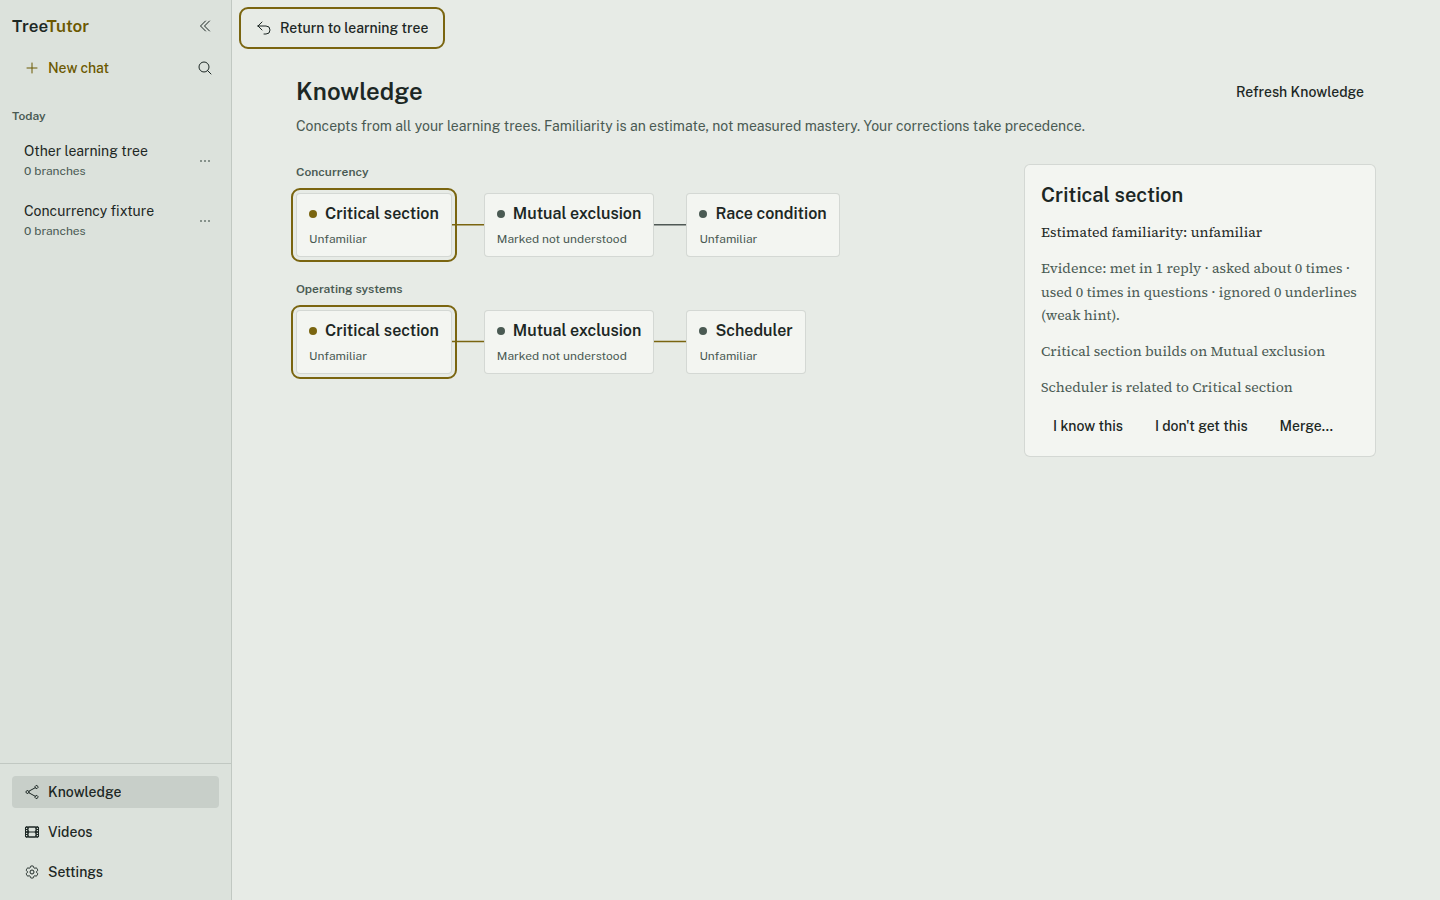 TreeTutor
New chat
Today
Other learning tree
0 branches
Concurrency fixture
0 branches
Knowledge
Videos
Settings
Return to learning tree
Knowledge
Refresh Knowledge
Concepts from all your learning trees. Familiarity is an estimate, not measured mastery. Your corrections take precedence.
Concurrency
Critical section
Unfamiliar
Mutual exclusion
Marked not understood
Race condition
Unfamiliar
Operating systems
Critical section
Unfamiliar
Mutual exclusion
Marked not understood
Scheduler
Unfamiliar
Critical section
Estimated familiarity: unfamiliar
Evidence: met in 1 reply · asked about 0 times ·
used 0 times in questions · ignored 0 underlines
(weak hint).
Critical section builds on Mutual exclusion
Scheduler is related to Critical section
I know this
I don't get this
Merge...